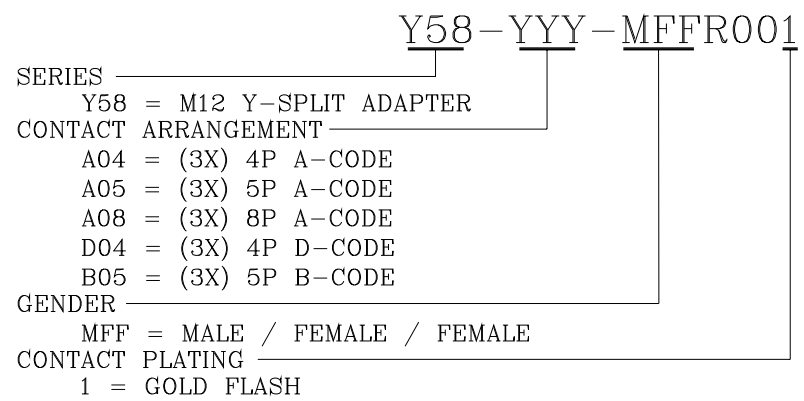 Y58-YYY-MFFR001
SERIES
Y58 = M12 Y-SPLIT ADAPTER
CONTACT ARRANGEMENT
A04 = (3X) 4P A-CODE
A05 = (3X) 5P A-CODE
A08 = (3X) 8P A-CODE
D04 = (3X) 4P D-CODE
B05 = (3X) 5P B-CODE
GENDER
MFF = MALE / FEMALE / FEMALE
CONTACT PLATING
1 = GOLD FLASH